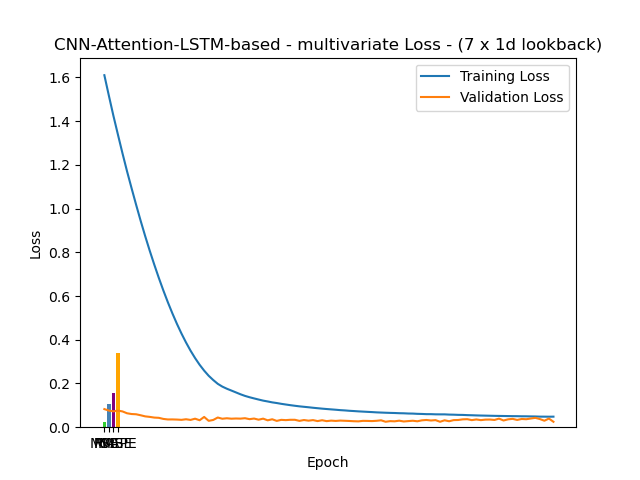 CNN-Attention-LSTM-based - multivariate Loss - (7 x 1d lookback)
Training Loss
Validation Loss
1.6
1.4
1.2
1.0
0.8
0.6
0.4
0.2
0.0
Loss
Epoch